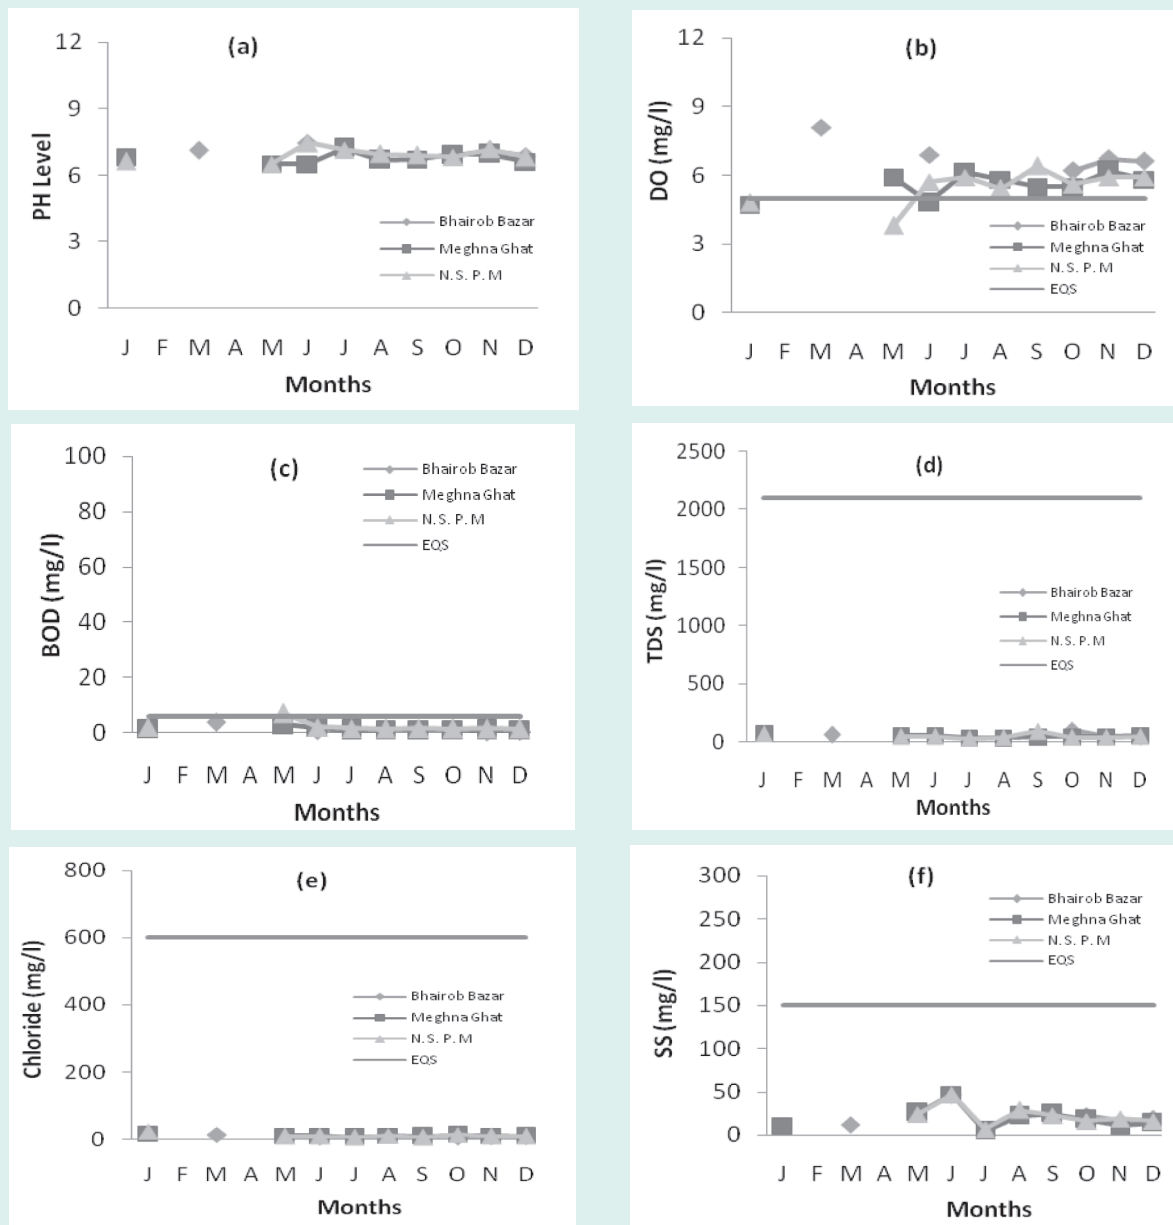 (a)
12
9
6
3
0
PH Level
Bhairob Bazar
Meghna Ghat
N. S. P. M
J F M A M J J A S O N D
Months
(b)
12
9
6
3
0
DO (mg/l)
Bhairob Bazar
Meghna Ghat
N. S. P. M
EQS
J F M A M J J A S O N D
Months
(c)
100
80
60
40
20
0
BOD (mg/l)
Bhairob Bazar
Meghna Ghat
N. S. P. M
EQS
J F M A M J J A S O N D
Months
(d)
2500
2000
1500
1000
500
0
TDS (mg/l)
Bhairob Bazar
Meghna Ghat
N. S. P. M
EQS
J F M A M J J A S O N D
Months
(e)
800
600
400
200
0
Chloride (mg/l)
Bhairob Bazar
Meghna Ghat
N. S. P. M
EQS
J F M A M J J A S O N D
Months
(f)
300
250
200
150
100
50
0
SS (mg/l)
Bhairob Bazar
Meghna Ghat
N. S. P. M
EQS
J F M A M J J A S O N D
Months